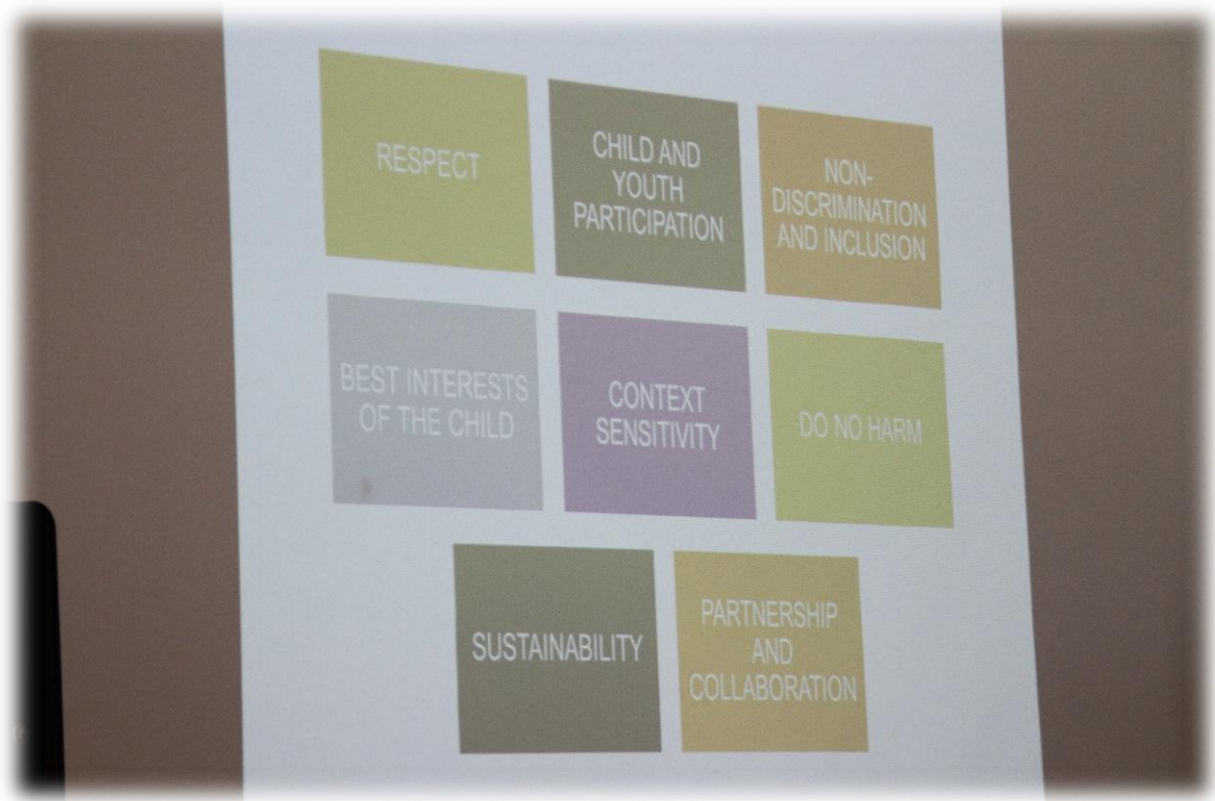 RESPECT
CHILD AND
YOUTH
PARTICIPATION
NON-
DISCRIMINATION
AND INCLUSION
BEST INTERESTS
OF THE CHILD
CONTEXT
SENSITIVITY
DO NO HARM
SUSTAINABILITY
PARTNERSHIP
AND
COLLABORATION